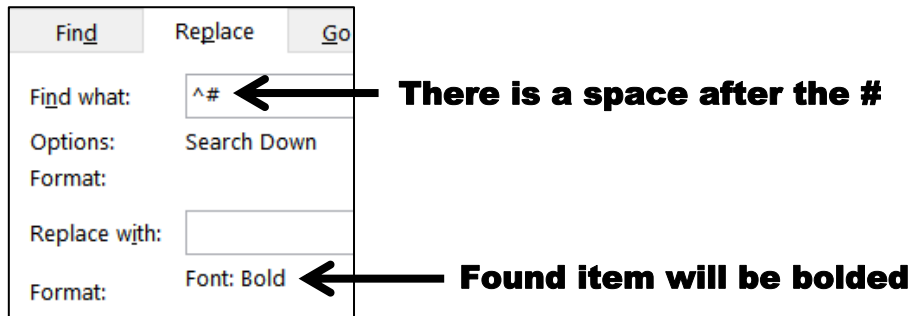 Find Replace Go
Find what: ^# There is a space after the #
Options: Search Down
Format:
Replace with:
Format: Font: Bold Found item will be bolded